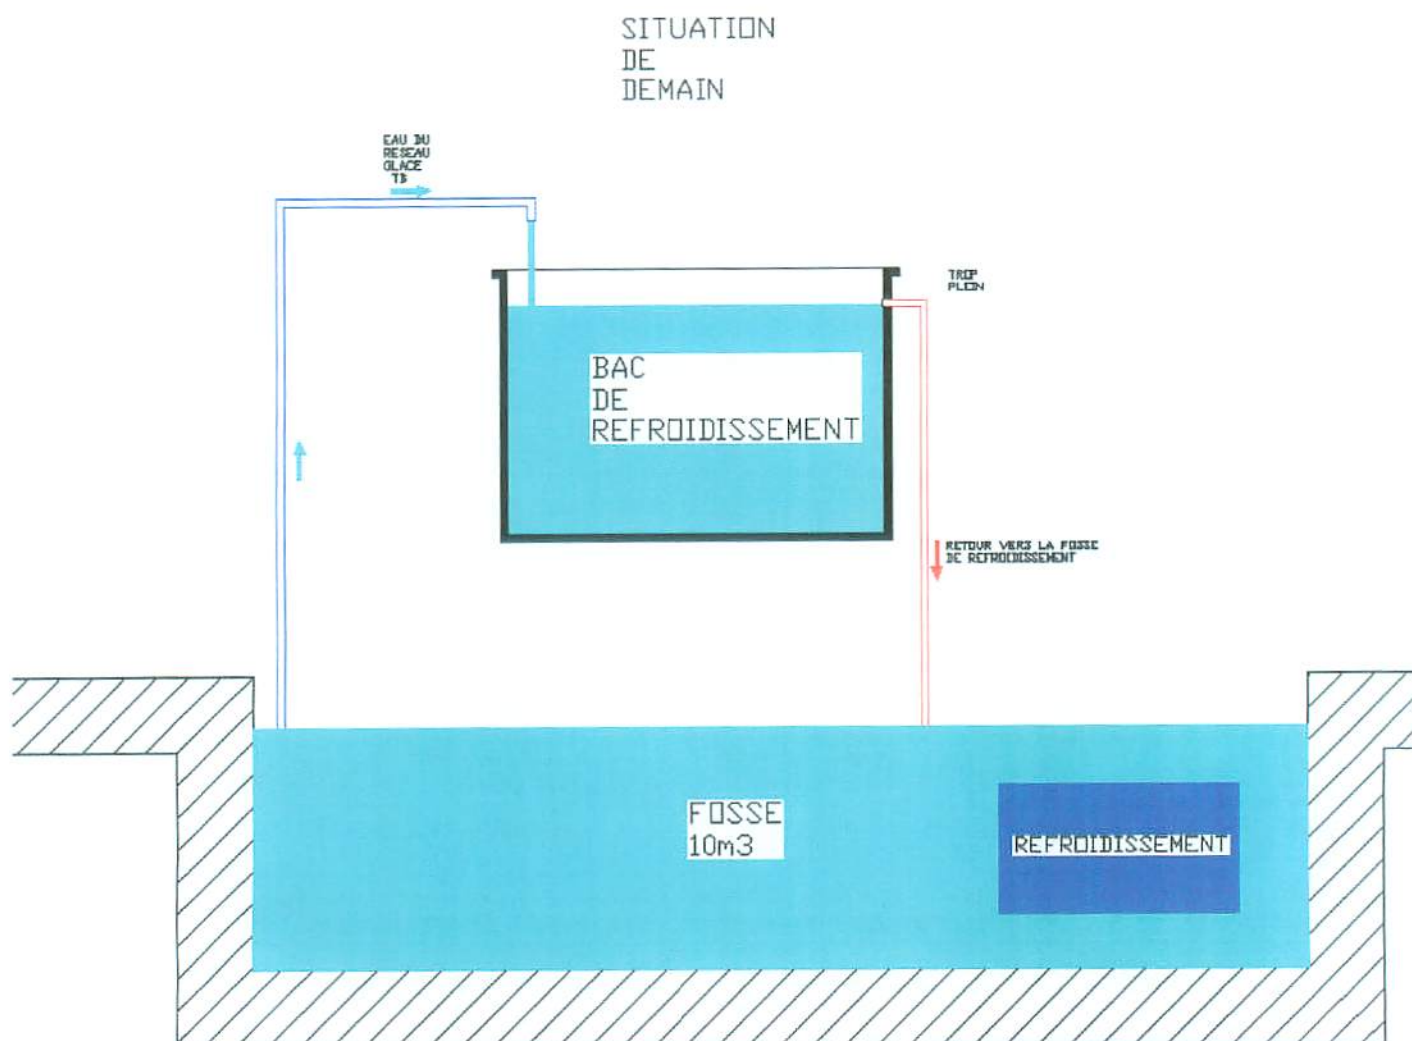 SITUATION
DE
DEMAIN
EAU DU
RESEAU
GLACE
T3
TROP
PLEIN
BAC
DE
REFROIDISSEMENT
RETOUR VERS LA FOSSE
DE REFROIDISSEMENT
FOSSE
10m3
REFROIDISSEMENT